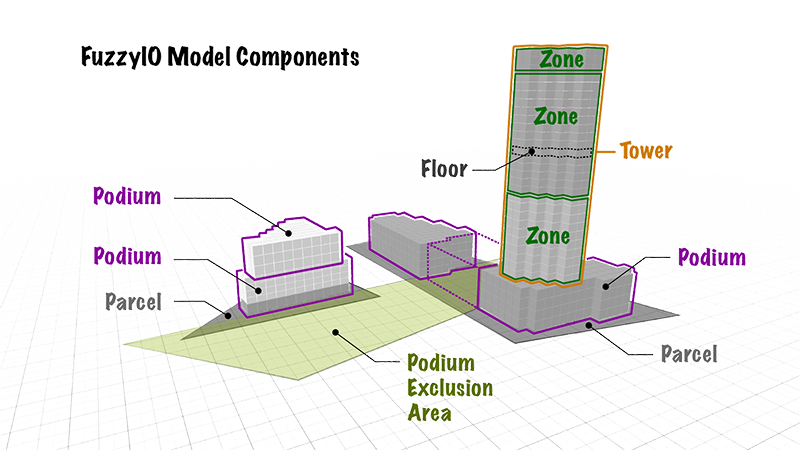 FuzzyIO Model Components
Zone
Zone
Tower
Floor
Podium
Zone
Podium
Podium
Parcel
Parcel
Podium
Exclusion
Area